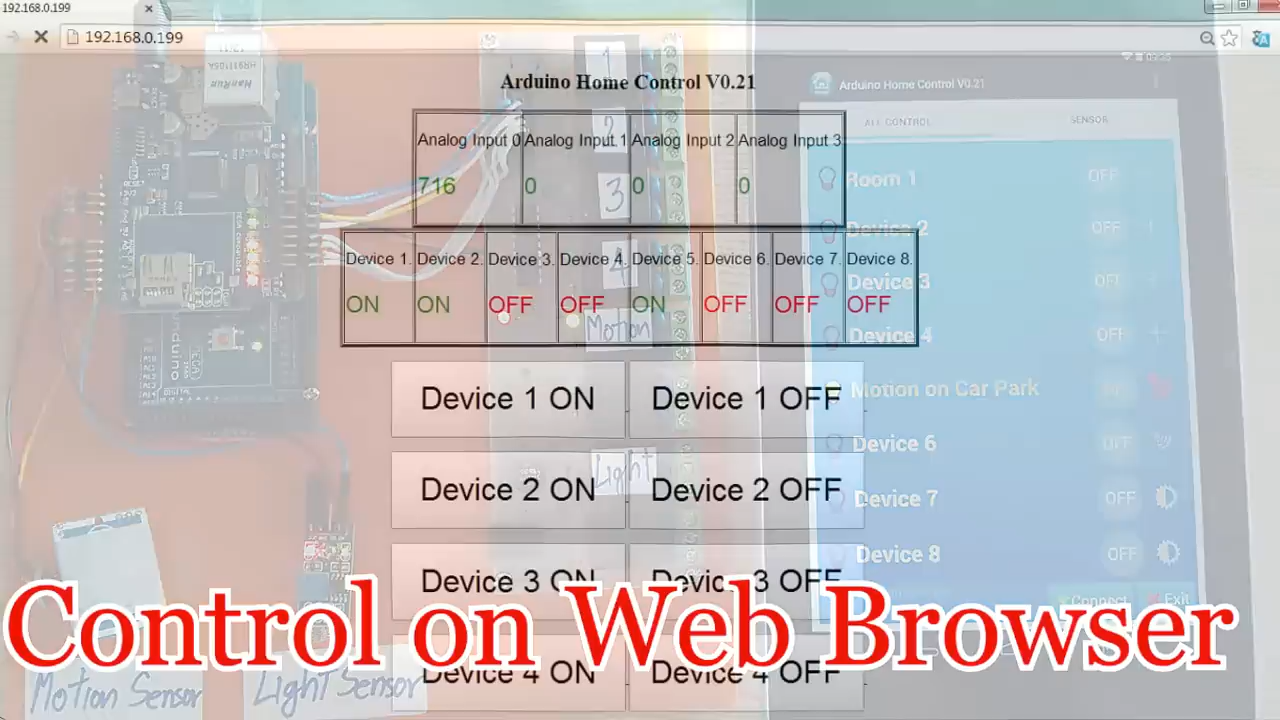 192.168.0.199
192.168.0.199
Arduino Home Control V0.21
Analog Input 0 Analog Input 1 Analog Input 2 Analog Input 3
716 0 0 0
Device 1. Device 2. Device 3. Device 4. Device 5. Device 6. Device 7. Device 8.
ON ON OFF OFF ON OFF OFF OFF
Device 1 ON Device 1 OFF
Device 2 ON Device 2 OFF
Device 3 ON Device 3 OFF
Device 4 ON Device 4 OFF
Arduino Home Control V0.21
ALL CONTROL SENSOR
Room 1 OFF
Device 2 OFF
Device 3 OFF
Device 4 OFF
Motion on Car Park
Device 6 OFF
Device 7 OFF
Device 8 OFF
Connect Exit
HanRun
HR911105A
1
2
3
4
Motion
Light
Control on Web Browser
Motion Sensor
Light Sensor